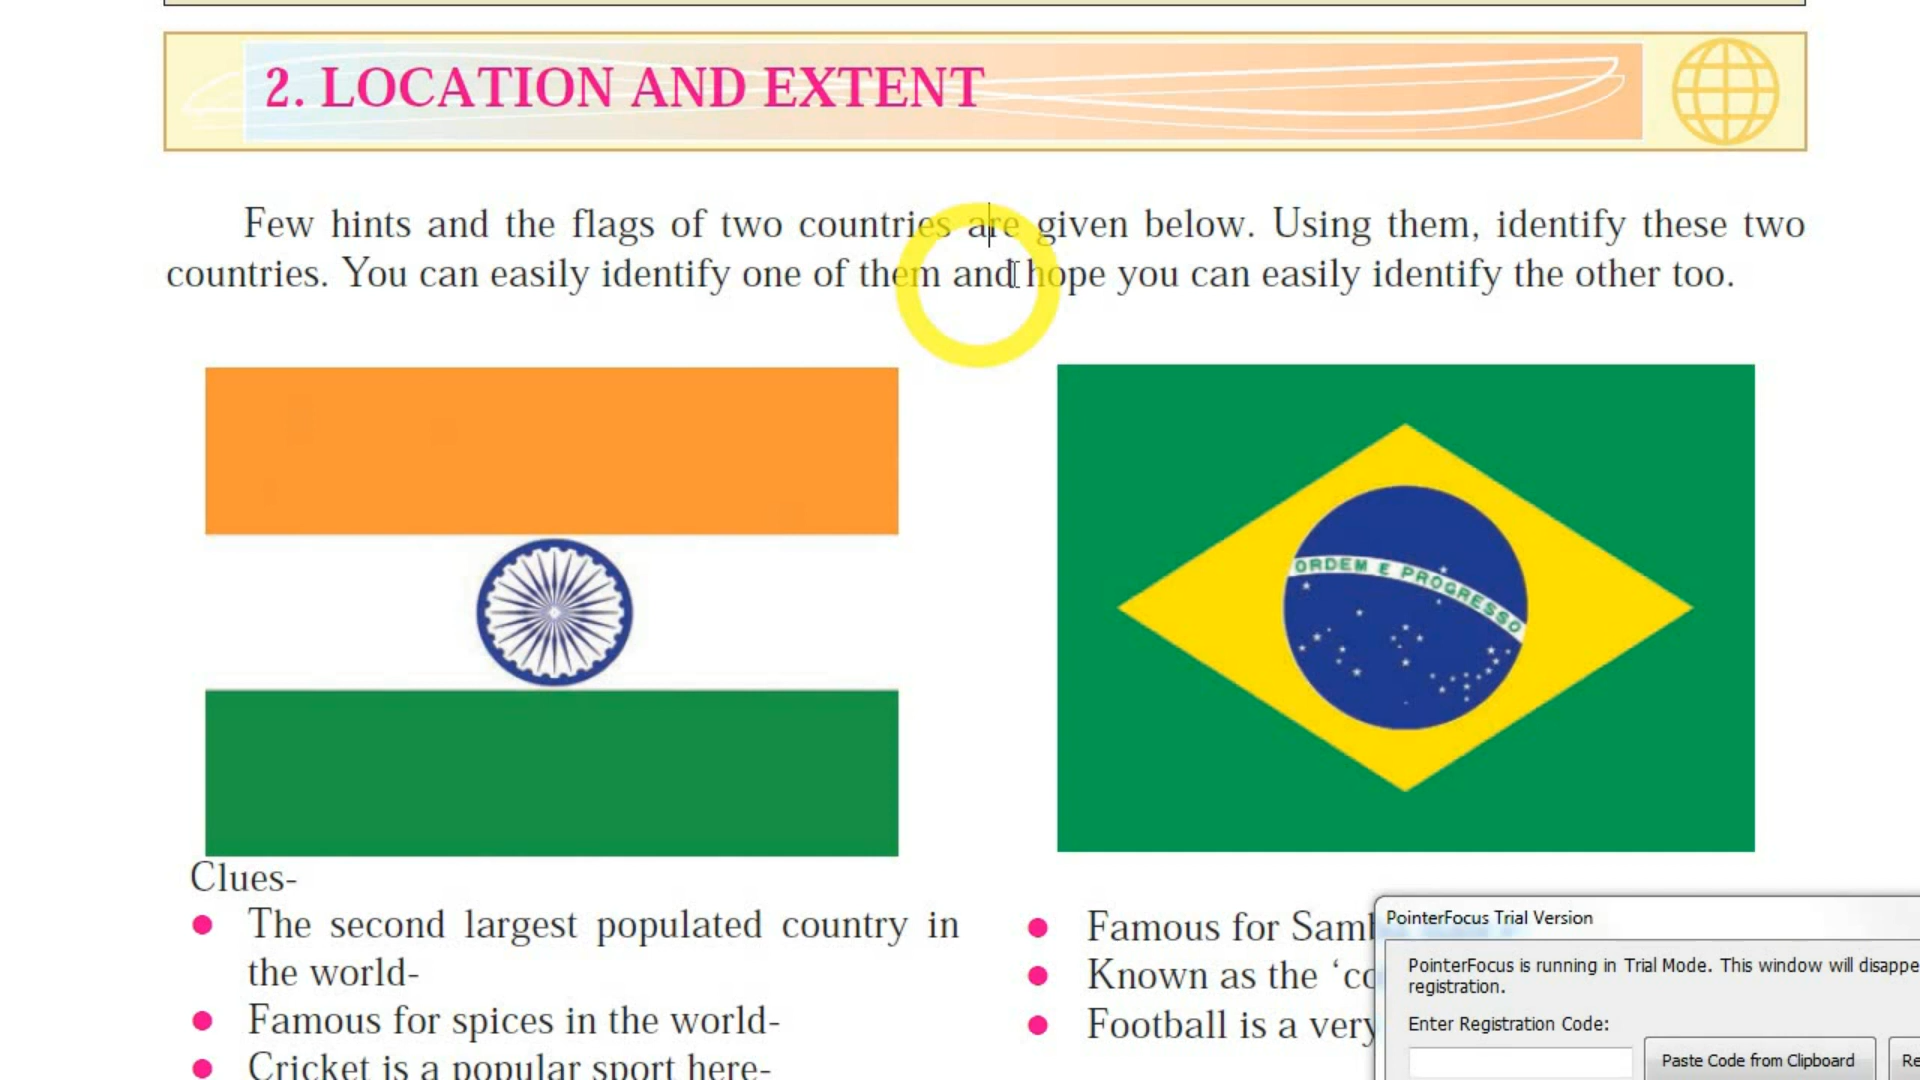 2. LOCATION AND EXTENT
Few hints and the flags of two countries are given below. Using them, identify these two
countries. You can easily identify one of them and hope you can easily identify the other too.
ORDEM E PROGRESSO
Clues-
The second largest populated country in
the world-
Famous for spices in the world-
Cricket is a popular sport here-
Famous for
Known as the
Football is a very
PointerFocus Trial Version
PointerFocus is running in Trial Mode. This window will
registration.
Enter Registration Code:
Paste Code from Clipboard